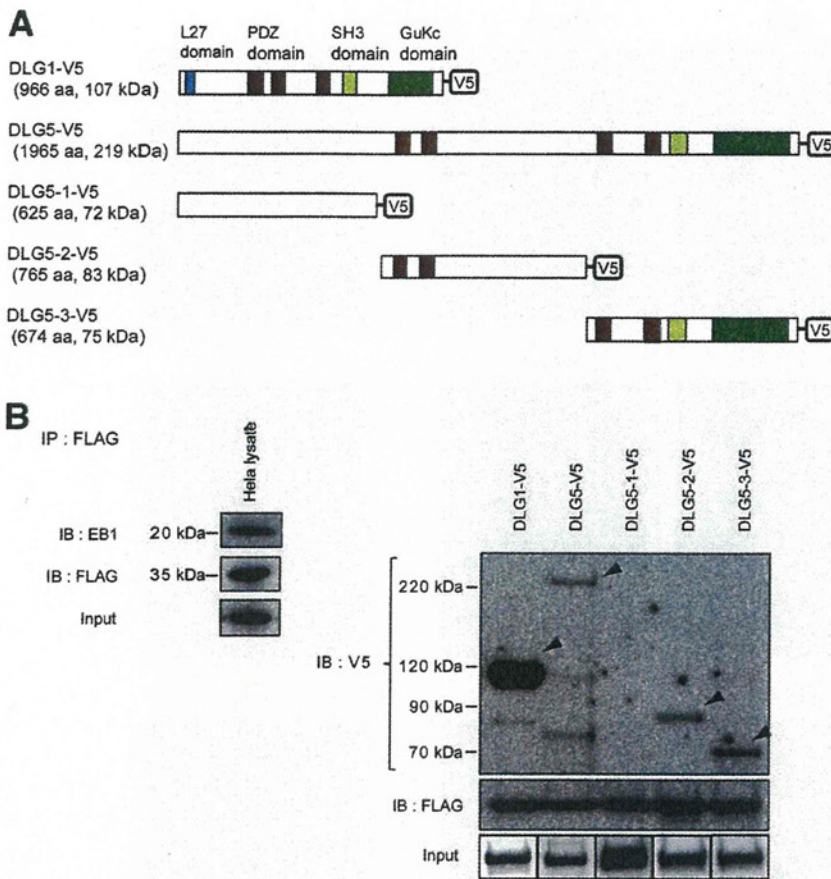 A
L27 domain
PDZ domain
SH3 domain
GuKc domain
DLG1-V5
(966 aa, 107 kDa)
V5
DLG5-V5
(1965 aa, 219 kDa)
V5
DLG5-1-V5
(625 aa, 72 kDa)
V5
DLG5-2-V5
(765 aa, 83 kDa)
V5
DLG5-3-V5
(674 aa, 75 kDa)
V5
B
IP : FLAG
Hela lysate
IB : EB1
20 kDa
IB : FLAG
35 kDa
Input
DLG1-V5
DLG5-V5
DLG5-1-V5
DLG5-2-V5
DLG5-3-V5
IB : V5
220 kDa
120 kDa
90 kDa
70 kDa
IB : FLAG
Input